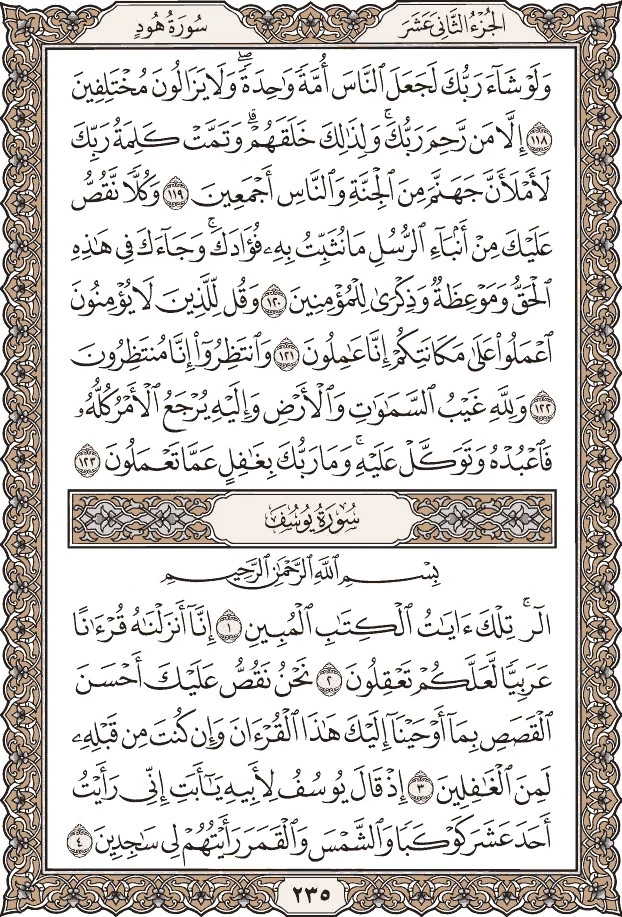 الجُزْءُ الثَّانِي عَشَرَ
سُورَةُ هُودٍ
وَلَوْ شَآءَ رَبُّكَ لَجَعَلَ ٱلنَّاسَ أُمَّةً وَٰحِدَةًۖ وَلَا يَزَالُونَ مُخْتَلِفِينَ
١١٨ إِلَّا مَن رَّحِمَ رَبُّكَۚ وَلِذَٰلِكَ خَلَقَهُمْۗ وَتَمَّتْ كَلِمَةُ رَبِّكَ
لَأَمْلَأَنَّ جَهَنَّمَ مِنَ ٱلْجِنَّةِ وَٱلنَّاسِ أَجْمَعِينَ ١١٩ وَكُلًّا نَّقُصُّ
عَلَيْكَ مِنْ أَنۢبَآءِ ٱلرُّسُلِ مَا نُثَبِّتُ بِهِۦ فُؤَادَكَۚ وَجَآءَكَ فِي هَٰذِهِ
ٱلْحَقُّ وَمَوْعِظَةٌ وَذِكْرَىٰ لِلْمُؤْمِنِينَ ١٢٠ وَقُل لِّلَّذِينَ لَا يُؤْمِنُونَ
ٱعْمَلُوا۟ عَلَىٰ مَكَانَتِكُمْ إِنَّا عَٰمِلُونَ ١٢١ وَٱنتَظِرُوٓا۟ إِنَّا مُنتَظِرُونَ
١٢٢ وَلِلَّهِ غَيْبُ ٱلسَّمَٰوَٰتِ وَٱلْأَرْضِ وَإِلَيْهِ يُرْجَعُ ٱلْأَمْرُ كُلُّهُۥ
فَٱعْبُدْهُ وَتَوَكَّلْ عَلَيْهِۚ وَمَا رَبُّكَ بِغَٰفِلٍ عَمَّا تَعْمَلُونَ ١٢٣
سُورَةُ يُوسُفَ
بِسْمِ ٱللَّهِ ٱلرَّحْمَٰنِ ٱلرَّحِيمِ
الٓرۚ تِلْكَ ءَايَٰتُ ٱلْكِتَٰبِ ٱلْمُبِينِ ١ إِنَّآ أَنزَلْنَٰهُ قُرْءَٰنًا
عَرَبِيًّا لَّعَلَّكُمْ تَعْقِلُونَ ٢ نَحْنُ نَقُصُّ عَلَيْكَ أَحْسَنَ
ٱلْقَصَصِ بِمَآ أَوْحَيْنَآ إِلَيْكَ هَٰذَا ٱلْقُرْءَانَ وَإِن كُنتَ مِن قَبْلِهِۦ
لَمِنَ ٱلْغَٰفِلِينَ ٣ إِذْ قَالَ يُوسُفُ لِأَبِيهِ يَٰٓأَبَتِ إِنِّي رَأَيْتُ
أَحَدَ عَشَرَ كَوْكَبًا وَٱلشَّمْسَ وَٱلْقَمَرَ رَأَيْتُهُمْ لِي سَٰجِدِينَ ٤
٢٣٥